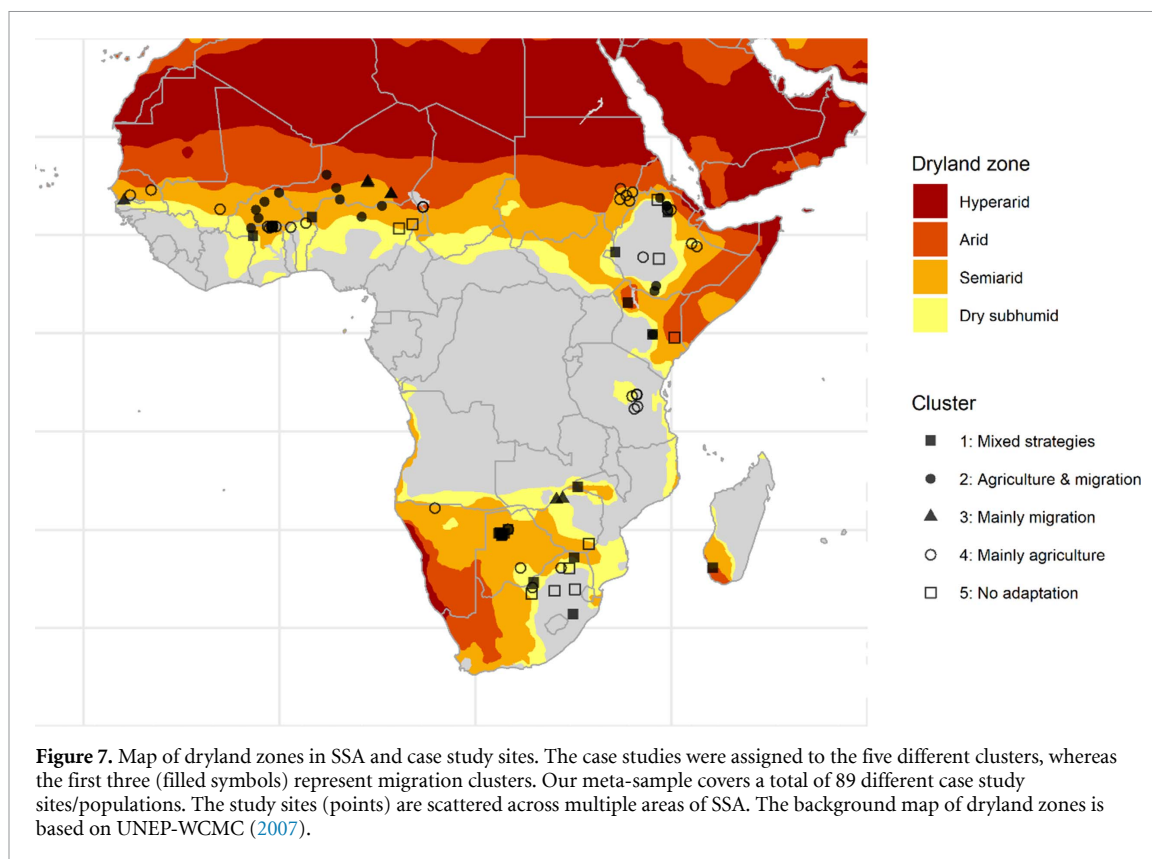 Dryland zone
Hyperarid
Arid
Semiarid
Dry subhumid
Cluster
1: Mixed strategies
2: Agriculture & migration
3: Mainly migration
4: Mainly agriculture
5: No adaptation
Figure 7. Map of dryland zones in SSA and case study sites. The case studies were assigned to the five different clusters, whereas
the first three (filled symbols) represent migration clusters. Our meta-sample covers a total of 89 different case study
sites/populations. The study sites (points) are scattered across multiple areas of SSA. The background map of dryland zones is
based on UNEP-WCMC (2007).